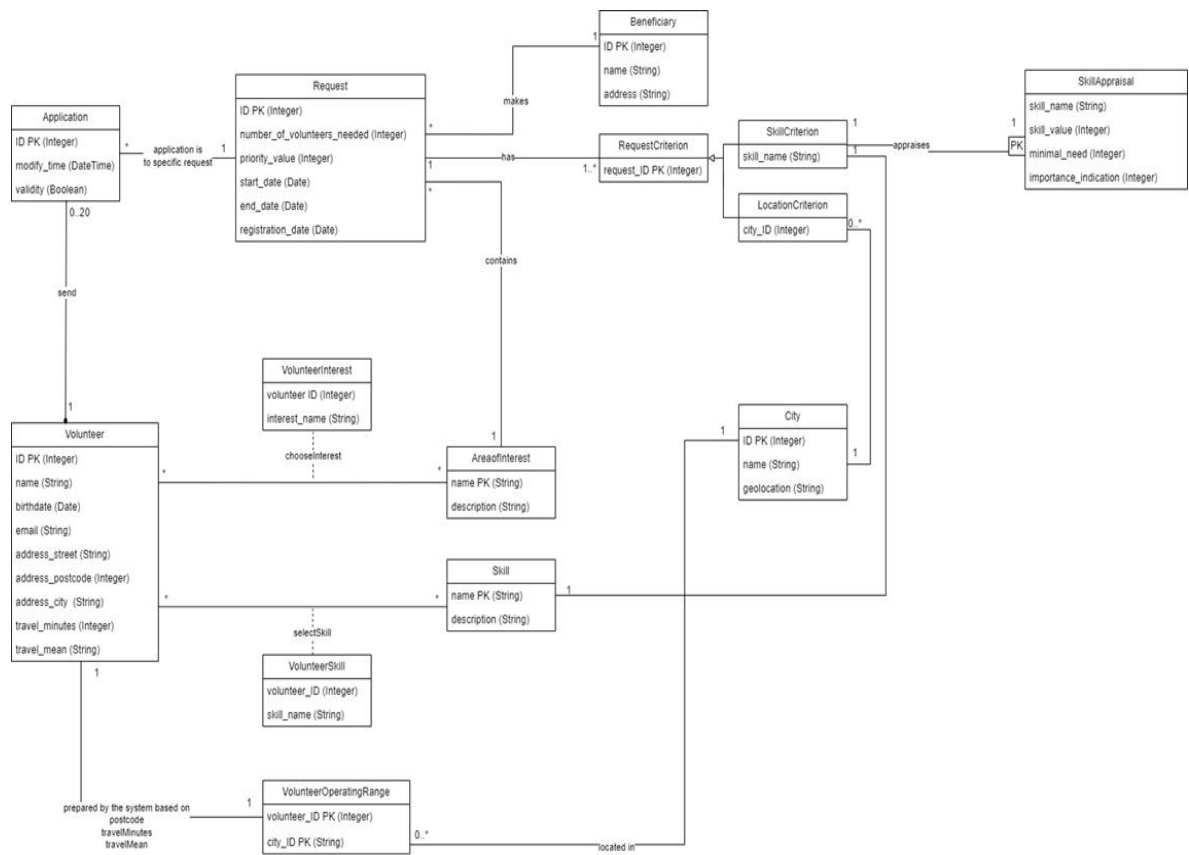 Beneficiary
ID PK (Integer)
name (String)
address (String)
1
makes
*
Request
ID PK (Integer)
number_of_volunteers_needed (Integer)
priority_value (Integer)
start_date (Date)
end_date (Date)
registration_date (Date)
Application
ID PK (Integer)
modify_time (DateTime)
validity (Boolean)
*
application is
to specific request
1
0..20
send
1
1
has
1..*
RequestCriterion
request_ID PK (Integer)
SkillCriterion
skill_name (String)
1
1
appraises
1
PK
SkillAppraisal
skill_name (String)
skill_value (Integer)
minimal_need (Integer)
importance_indication (Integer)
LocationCriterion
city_ID (Integer)
0..*
*
contains
1
VolunteerInterest
volunteer ID (Integer)
interest_name (String)
chooseInterest
*
*
AreaofInterest
name PK (String)
description (String)
City
ID PK (Integer)
name (String)
geolocation (String)
1
1
Volunteer
ID PK (Integer)
name (String)
birthdate (Date)
email (String)
address_street (String)
address_postcode (Integer)
address_city (String)
travel_minutes (Integer)
travel_mean (String)
*
*
Skill
name PK (String)
description (String)
1
selectSkill
VolunteerSkill
volunteer_ID (Integer)
skill_name (String)
1
prepared by the system based on
postcode
travelMinutes
travelMean
1
VolunteerOperatingRange
volunteer_ID PK (Integer)
city_ID PK (String)
0..*
located in